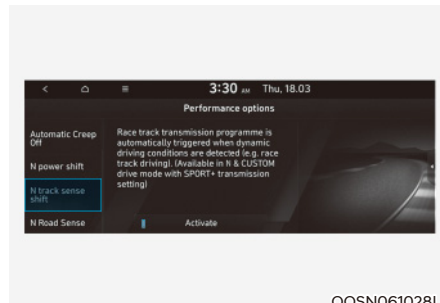 3:30 AM Thu, 18.03
Performance options
Automatic Creep
Off
N power shift
N track sense
shift
N Road Sense
Race track transmission programme is
automatically triggered when dynamic
driving conditions are detected (e.g. race
track driving). (Available in N & CUSTOM
drive mode with SPORT+ transmission
setting)
Activate
OOSN061028L